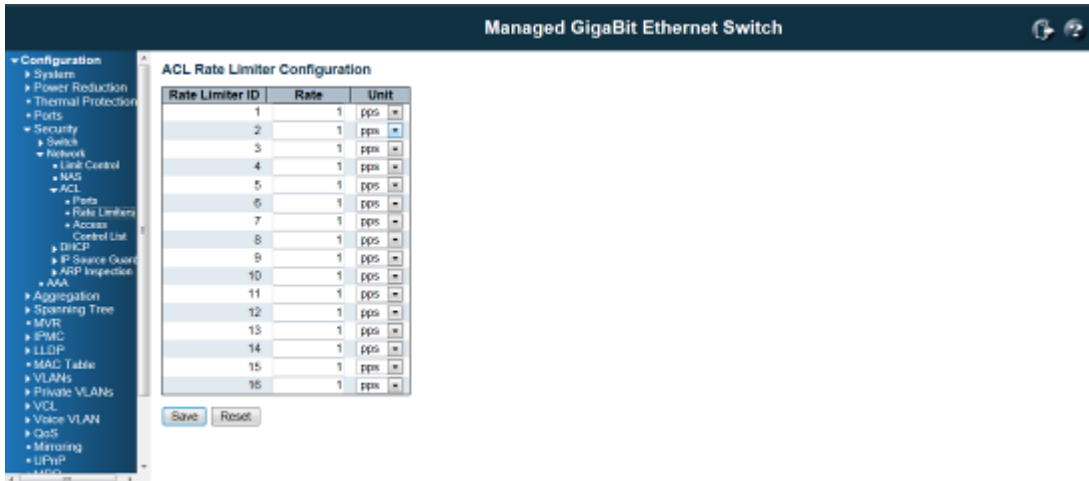 Managed GigaBit Ethernet Switch
Configuration
System
Power Reduction
Thermal Protection
Ports
Security
Switch
Network
Limit Control
NAS
ACL
Ports
Rate Limiters
Access
Control List
DHCP
IP Source Guard
ARP Inspection
AAA
Aggregation
Spanning Tree
MVR
IPMC
LLDP
MAC Table
VLANs
Private VLANs
VCL
Voice VLAN
QoS
Mirroring
UPnP
ACL Rate Limiter Configuration
Rate Limiter ID Rate Unit
1 1 pps
2 1 pps
3 1 pps
4 1 pps
5 1 pps
6 1 pps
7 1 pps
8 1 pps
9 1 pps
10 1 pps
11 1 pps
12 1 pps
13 1 pps
14 1 pps
15 1 pps
16 1 pps
Save Reset